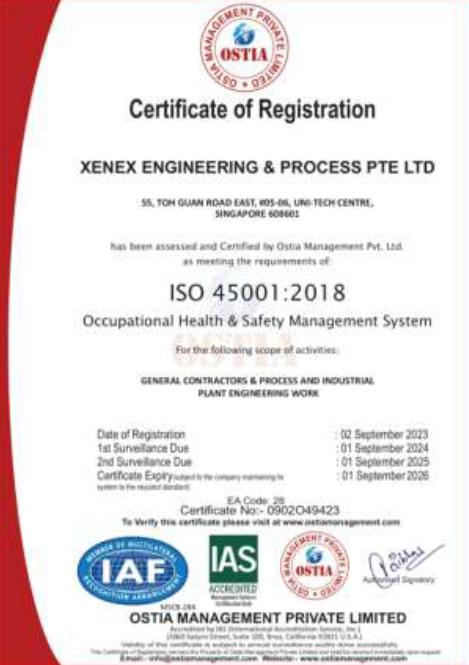 OSTIA MANAGEMENT PRIVATE LIMITED
OSTIA
Certificate of Registration
XENEX ENGINEERING & PROCESS PTE LTD
55, TOH GUAN ROAD EAST, #05-06, UNI-TECH CENTRE,
SINGAPORE 608601
has been assessed and Certified by Ostia Management Pvt. Ltd.
as meeting the requirements of:
ISO 45001:2018
Occupational Health & Safety Management System
OSTIA
For the following scope of activities:
GENERAL CONTRACTORS & PROCESS AND INDUSTRIAL
PLANT ENGINEERING WORK
Date of Registration : 02 September 2023
1st Surveillance Due : 01 September 2024
2nd Surveillance Due : 01 September 2025
Certificate Expiry (subject to the company maintaining its : 01 September 2026
system to the required standard)
EA Code: 28
Certificate No:- 0902O49423
To Verify this certificate please visit at www.ostiamanagement.com
MEMBER OF MULTILATERAL
IAF
RECOGNITION ARRANGEMENT
IAS
ACCREDITED
Management Systems
Certification Body
MSCB-284
OSTIA MANAGEMENT PRIVATE LIMITED
OSTIA
Authorised Signatory
OSTIA MANAGEMENT PRIVATE LIMITED
Accredited by IAS (International Accreditation Service, Inc.)
Validity of this certificate is subject to annual surveillance audits done successfully
Email:- info@ostiamanagement.com Website:- www.ostiamanagement.com